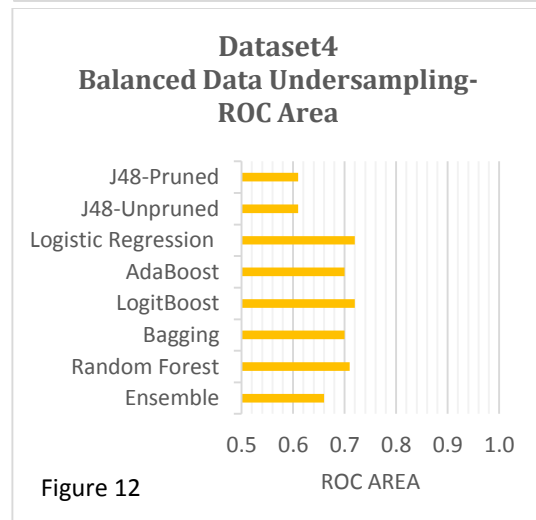 Dataset4
Balanced Data Undersampling-
ROC Area
J48-Pruned
J48-Unpruned
Logistic Regression
AdaBoost
LogitBoost
Bagging
Random Forest
Ensemble
0.5 0.6 0.7 0.8 0.9 1.0
ROC AREA
Figure 12